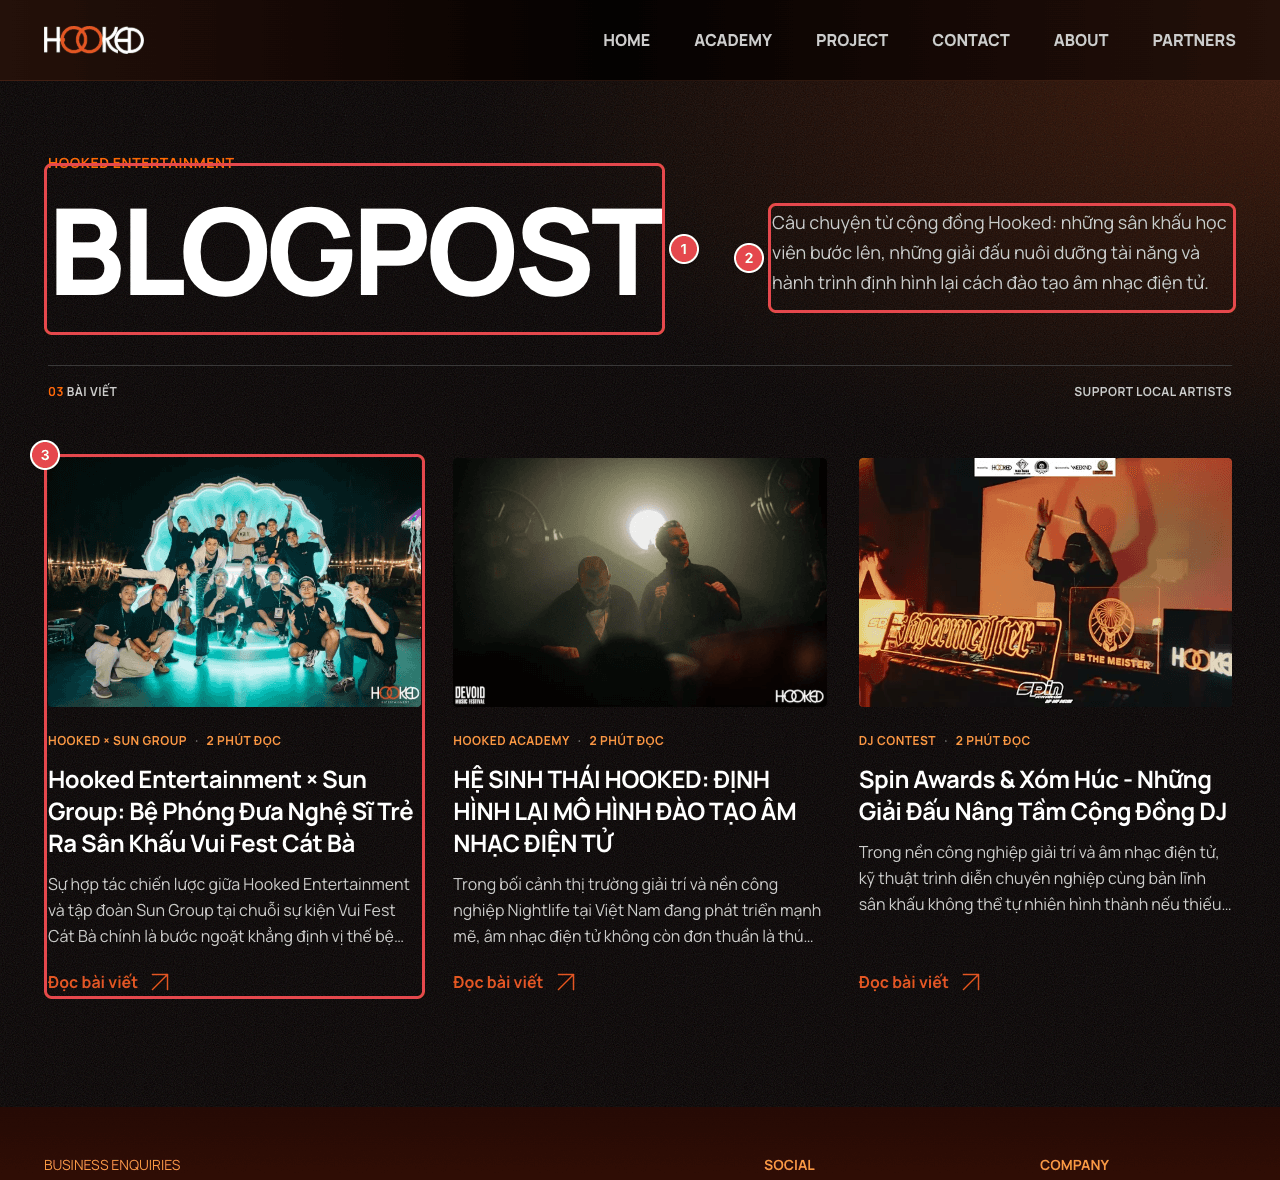 HOOKED
HOME
ACADEMY
PROJECT
CONTACT
ABOUT
PARTNERS
HOOKED ENTERTAINMENT
BLOGPOST
1
2
Câu chuyện từ cộng đồng Hooked: những sân khấu học
viên bước lên, những giải đấu nuôi dưỡng tài năng và
hành trình định hình lại cách đào tạo âm nhạc điện tử.
03 BÀI VIẾT
SUPPORT LOCAL ARTISTS
3
HOOKED
HOOKED × SUN GROUP · 2 PHÚT ĐỌC
Hooked Entertainment × Sun
Group: Bệ Phóng Đưa Nghệ Sĩ Trẻ
Ra Sân Khấu Vui Fest Cát Bà
Sự hợp tác chiến lược giữa Hooked Entertainment
và tập đoàn Sun Group tại chuỗi sự kiện Vui Fest
Cát Bà chính là bước ngoặt khẳng định vị thế bệ...
Đọc bài viết
DEVOID
MUSIC FESTIVAL
HOOKED
HOOKED ACADEMY · 2 PHÚT ĐỌC
HỆ SINH THÁI HOOKED: ĐỊNH
HÌNH LẠI MÔ HÌNH ĐÀO TẠO ÂM
NHẠC ĐIỆN TỬ
Trong bối cảnh thị trường giải trí và nền công
nghiệp Nightlife tại Việt Nam đang phát triển mạnh
mẽ, âm nhạc điện tử không còn đơn thuần là thú...
Đọc bài viết
HOOKED
Jägermeister
BE THE MEISTER
HOOKE
spin
DJ CONTEST · 2 PHÚT ĐỌC
Spin Awards & Xóm Húc - Những
Giải Đấu Nâng Tầm Cộng Đồng DJ
Trong nền công nghiệp giải trí và âm nhạc điện tử,
kỹ thuật trình diễn chuyên nghiệp cùng bản lĩnh
sân khấu không thể tự nhiên hình thành nếu thiếu...
Đọc bài viết
BUSINESS ENQUIRIES
SOCIAL
COMPANY